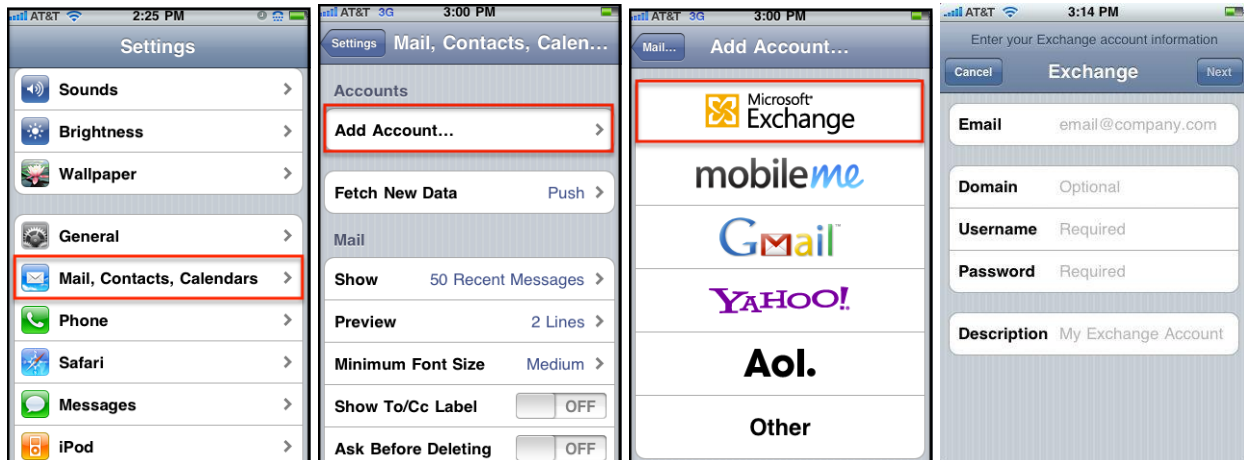 AT&T 2:25 PM
Settings
Sounds
Brightness
Wallpaper
General
Mail, Contacts, Calendars
Phone
Safari
Messages
iPod
AT&T 3G 3:00 PM
Settings Mail, Contacts, Calen...
Accounts
Add Account...
Fetch New Data Push
Mail
Show 50 Recent Messages
Preview 2 Lines
Minimum Font Size Medium
Show To/Cc Label OFF
Ask Before Deleting OFF
AT&T 3G 3:00 PM
Mail... Add Account...
Microsoft
Exchange
mobileme
GMail
YAHOO!
Aol.
Other
AT&T 3:14 PM
Enter your Exchange account information
Cancel Exchange Next
Email email@company.com
Domain Optional
Username Required
Password Required
Description My Exchange Account